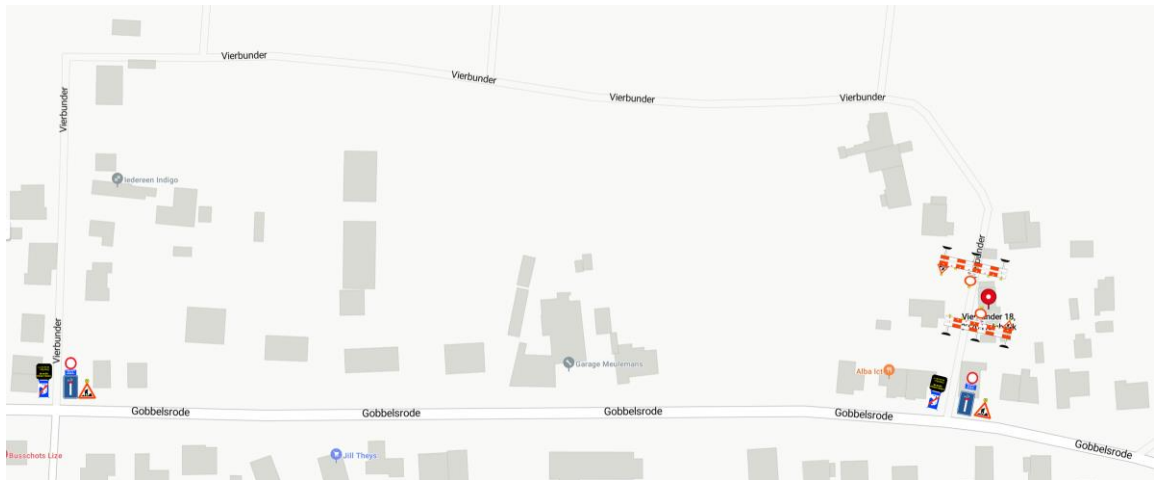 Vierbunder
Vierbunder
Vierbunder
Vierbunder
Vierbunder
Iedereen Indigo
Vierbunder 18,
Vierbunder
Garage Meulemans
Alba Ict
Gobbelsrode
Gobbelsrode
Gobbelsrode
Gobbelsrode
Gobbelsrode
Busschots Lize
Jill Theys